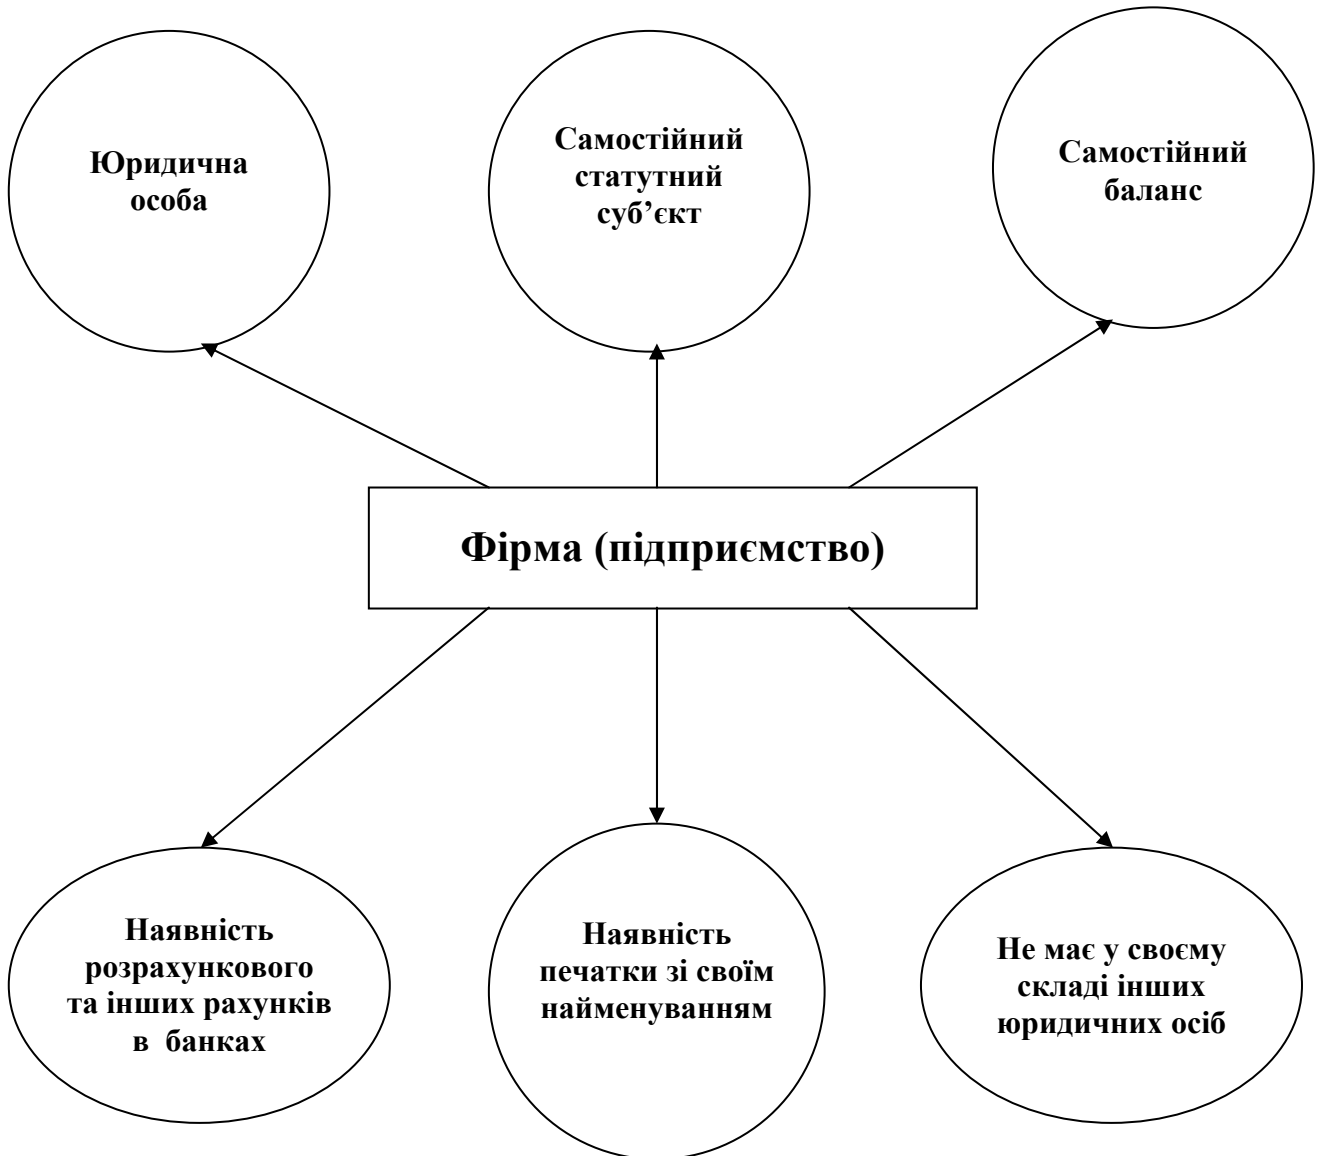 Юридична
особа
Самостійний
статутний
суб’єкт
Самостійний
баланс
Фірма (підприємство)
Наявність
розрахункового
та інших рахунків
в  банках
Наявність
печатки зі своїм
найменуванням
Не має у своєму
складі інших
юридичних осіб